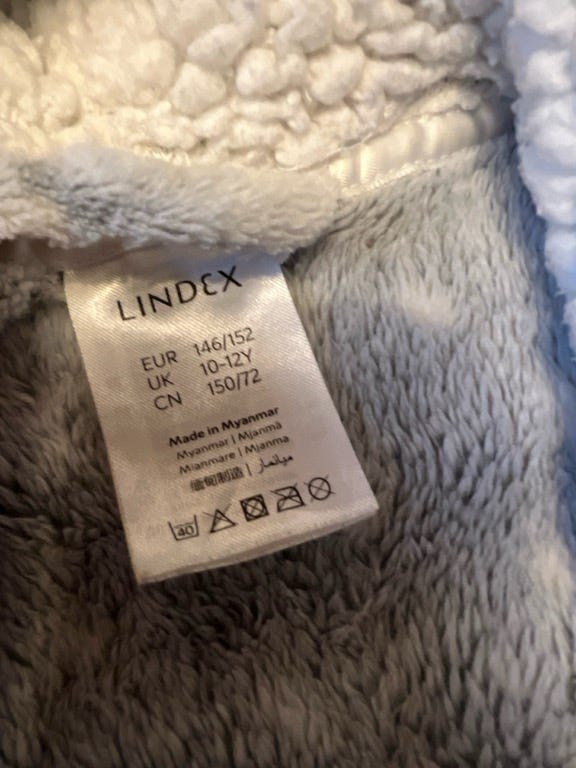 LINDEX
EUR 146/152
UK 10-12Y
CN 150/72
Made in Myanmar
Myanmar | Mjanmā
Mianmare | Mjanma
缅甸制造 | ميانمار
40